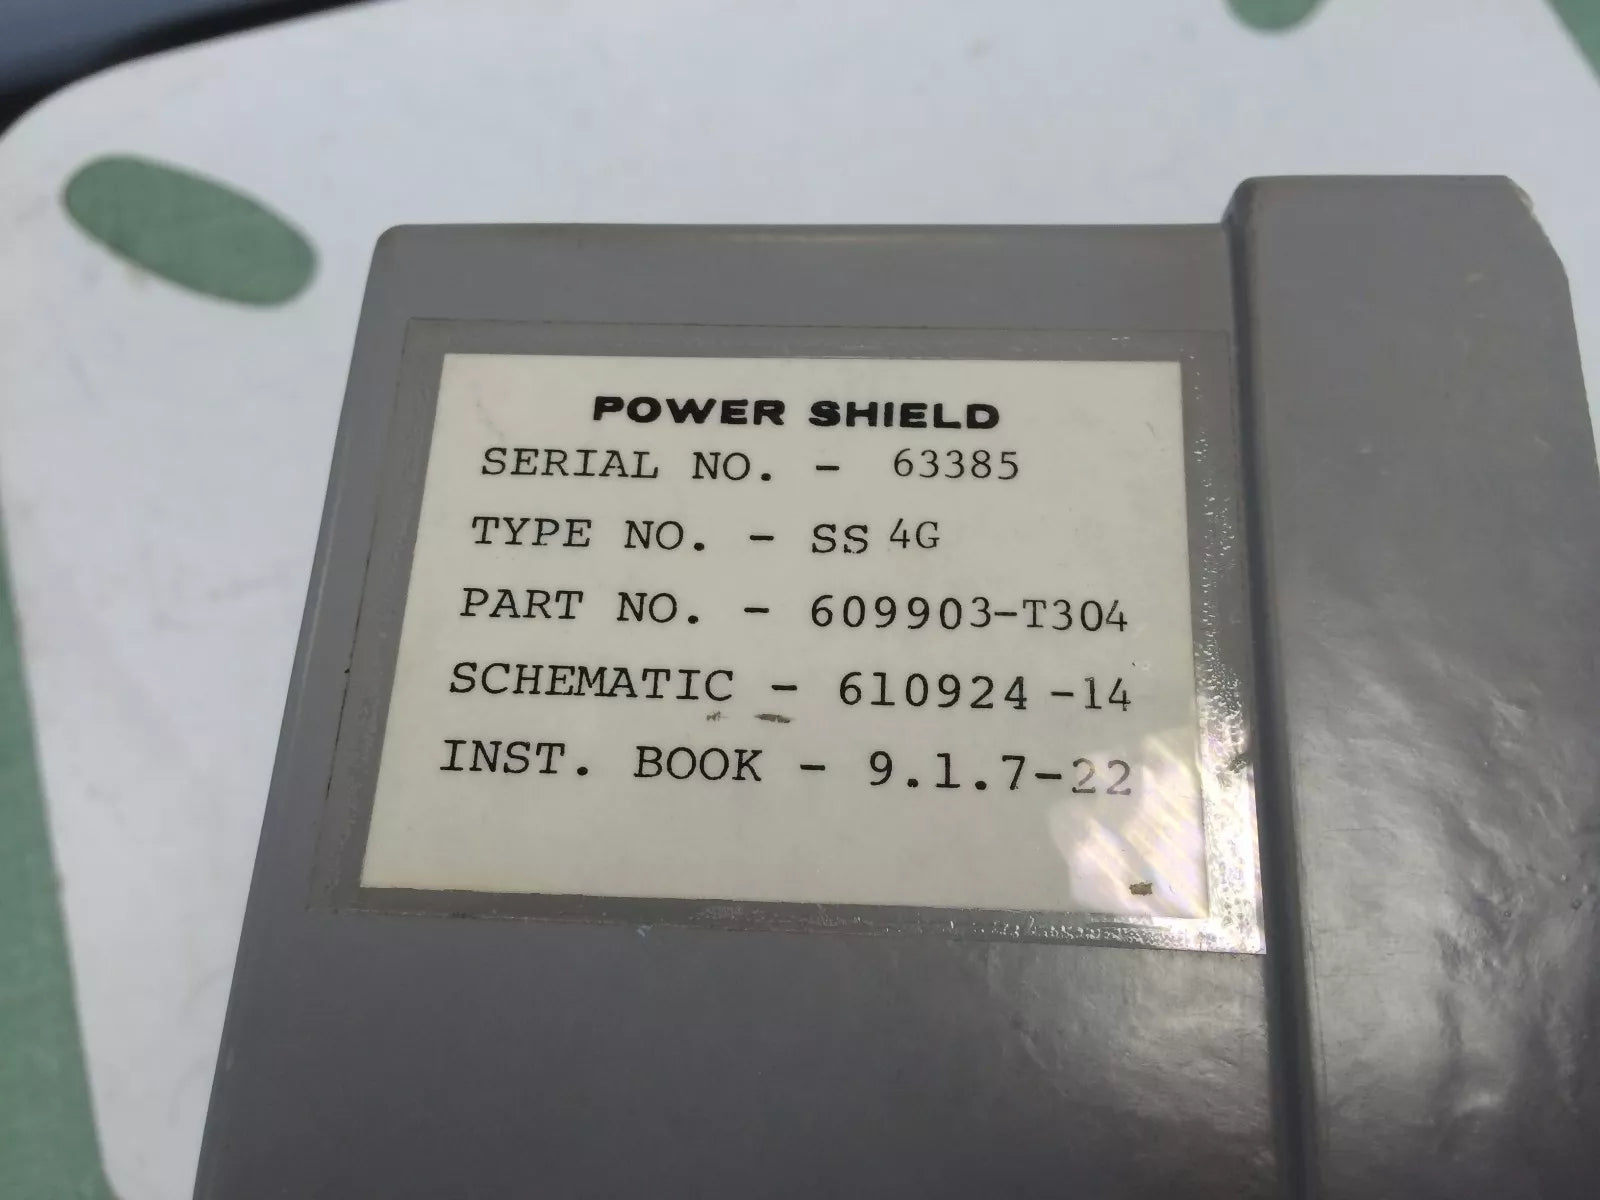 POWER SHIELD
SERIAL NO. - 63385
TYPE NO. - SS 4G
PART NO. - 609903-T304
SCHEMATIC - 610924 -14
INST. BOOK - 9.1.7-22